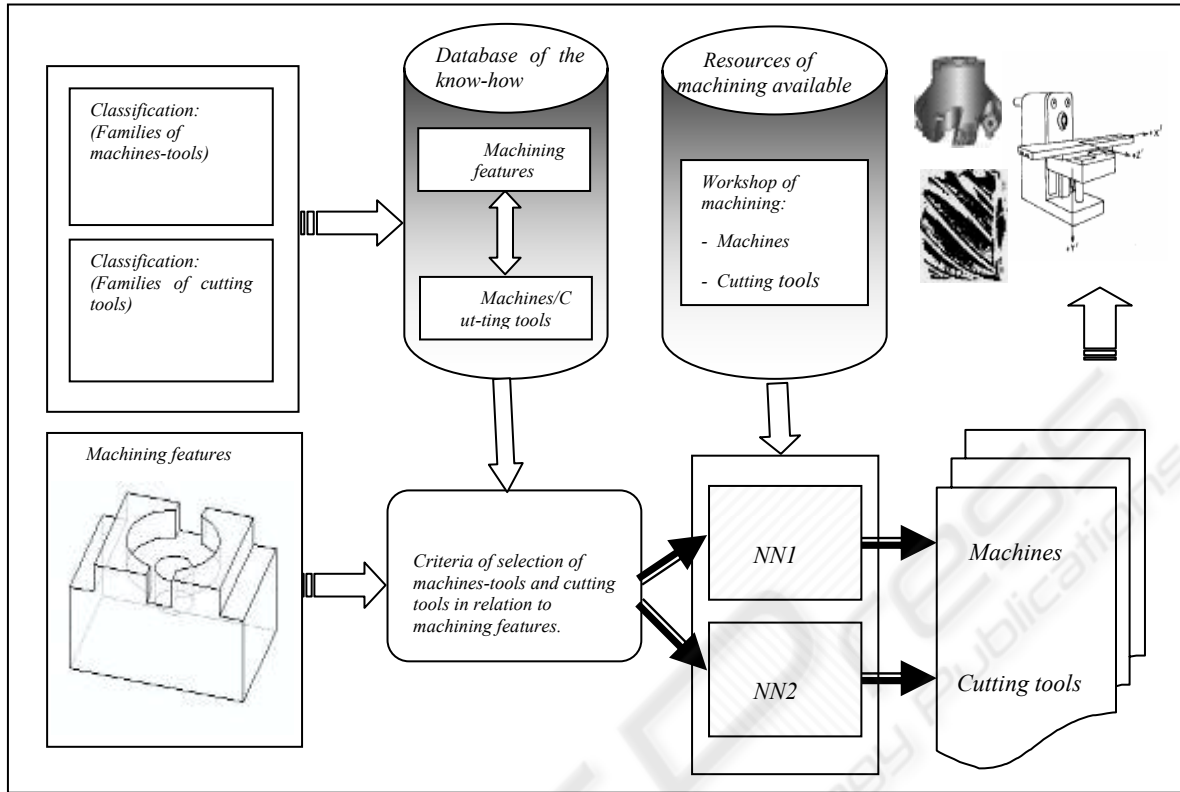 Classification:
(Families of
machines-tools)
Classification:
(Families of cutting
tools)
Database of the
know-how
Machining
features
Machines/C
ut-ting tools
Resources of
machining available
Workshop of
machining:
- Machines
- Cutting tools
+X'
+Z'
+Y'
Machining features
Criteria of selection of
machines-tools and cutting
tools in relation to
machining features.
NN1
NN2
Machines
Cutting tools